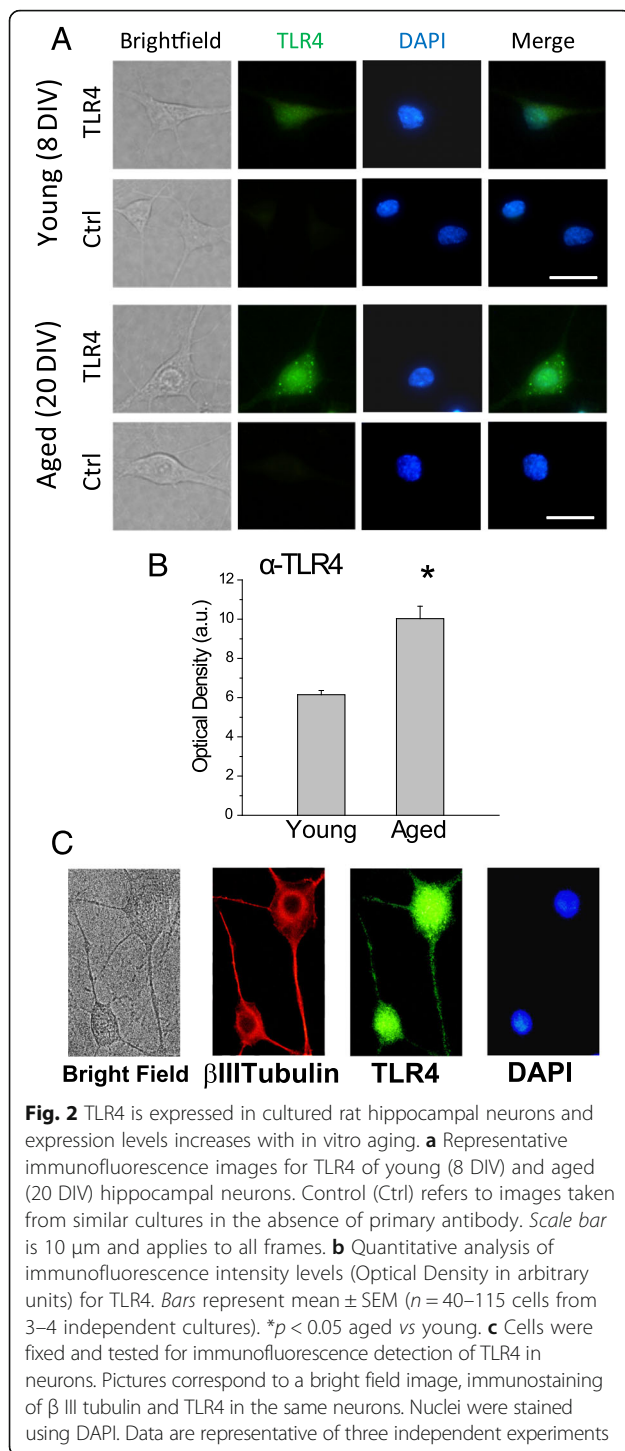 A
Brightfield TLR4 DAPI Merge
Young (8 DIV)
TLR4
Ctrl
Aged (20 DIV)
TLR4
Ctrl
B
α-TLR4
*
12
10
8
6
4
2
0
Optical Density (a.u.)
Young Aged
C
Bright Field βIIITubulin TLR4 DAPI
Fig. 2 TLR4 is expressed in cultured rat hippocampal neurons and
expression levels increases with in vitro aging. a Representative
immunofluorescence images for TLR4 of young (8 DIV) and aged
(20 DIV) hippocampal neurons. Control (Ctrl) refers to images taken
from similar cultures in the absence of primary antibody. Scale bar
is 10 μm and applies to all frames. b Quantitative analysis of
immunofluorescence intensity levels (Optical Density in arbitrary
units) for TLR4. Bars represent mean ± SEM (n = 40–115 cells from
3–4 independent cultures). *p < 0.05 aged vs young. c Cells were
fixed and tested for immunofluorescence detection of TLR4 in
neurons. Pictures correspond to a bright field image, immunostaining
of β III tubulin and TLR4 in the same neurons. Nuclei were stained
using DAPI. Data are representative of three independent experiments